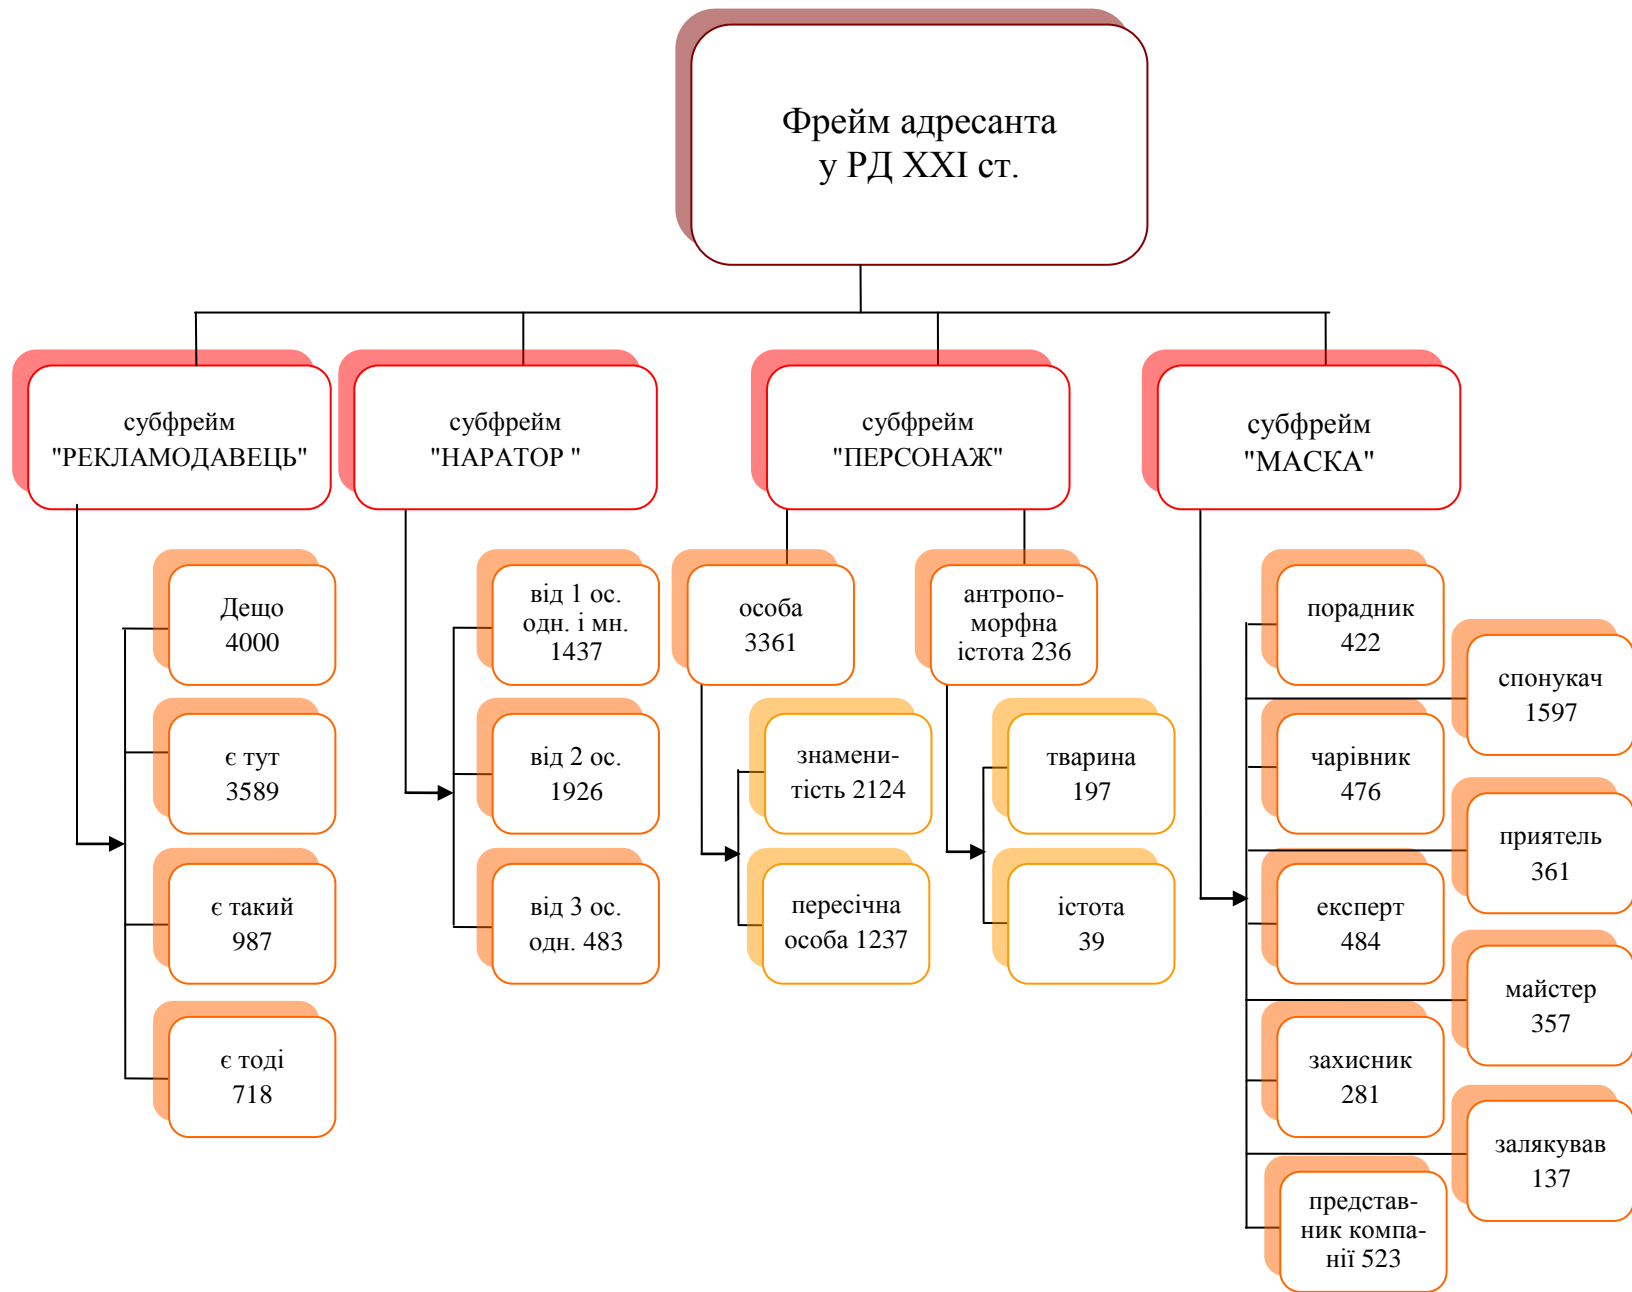 Фрейм адресанта
у РД XXI ст.
субфрейм
"РЕКЛАМОДАВЕЦЬ"
Дещо
4000
є тут
3589
є такий
987
є тоді
718
субфрейм
"НАРАТОР "
від 1 ос.
одн. і мн.
1437
від 2 ос.
1926
від 3 ос.
одн. 483
субфрейм
"ПЕРСОНАЖ"
особа
3361
знамени-
тість 2124
пересічна
особа 1237
антропо-
морфна
істота 236
тварина
197
істота
39
субфрейм
"МАСКА"
порадник
422
спонукач
1597
чарівник
476
приятель
361
експерт
484
майстер
357
захисник
281
залякував
137
представ-
ник компа-
нії 523